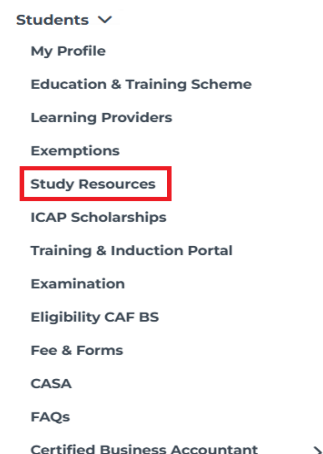 Students
My Profile
Education & Training Scheme
Learning Providers
Exemptions
Study Resources
ICAP Scholarships
Training & Induction Portal
Examination
Eligibility CAF BS
Fee & Forms
CASA
FAQs
Certified Business Accountant